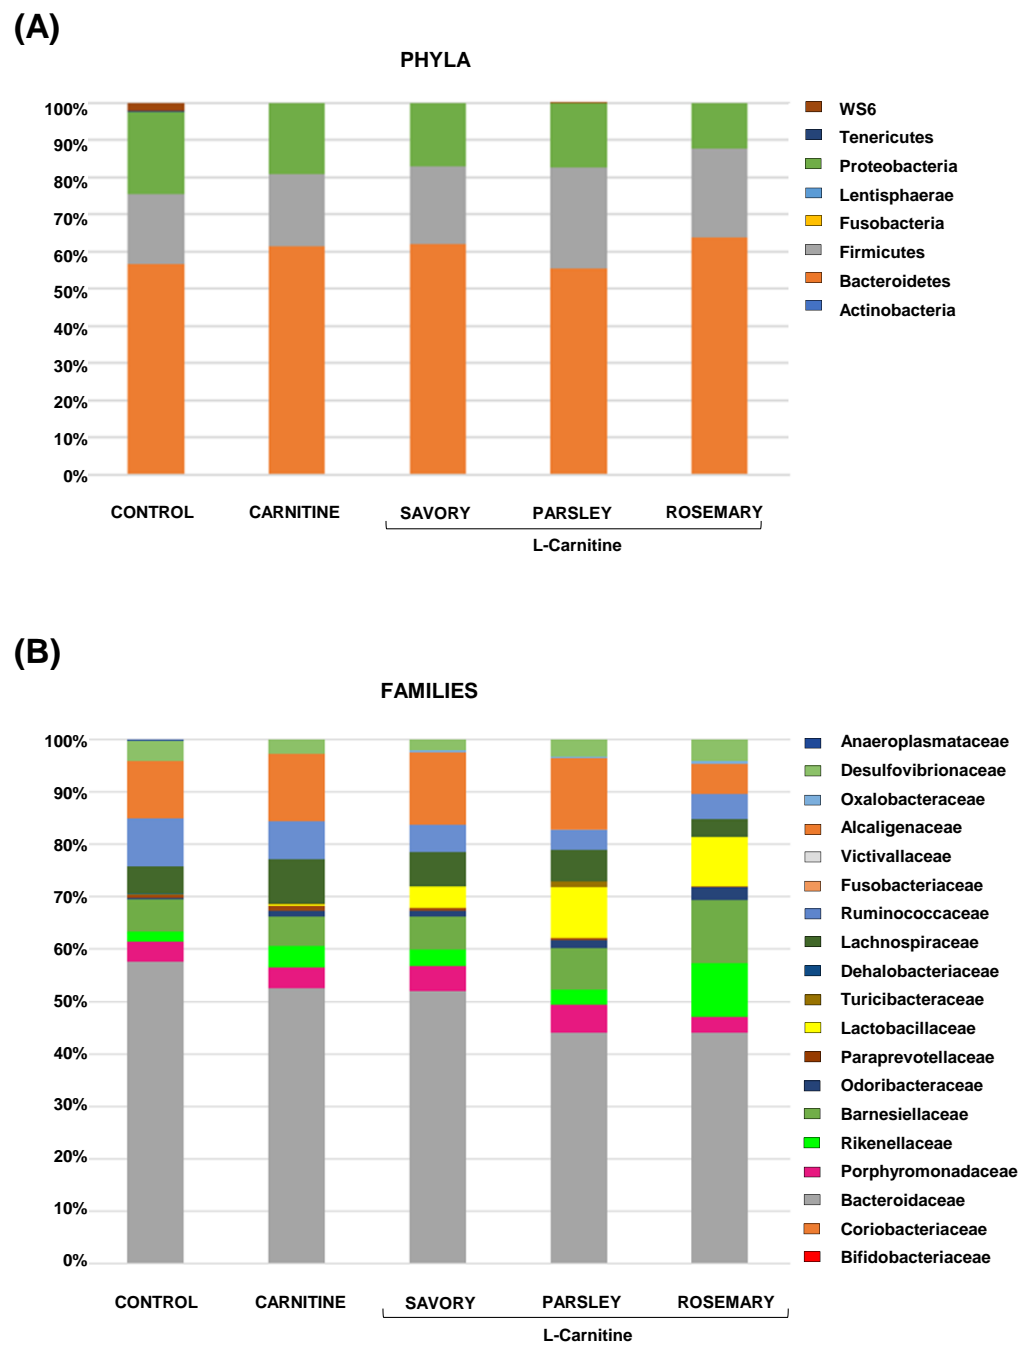 (A)
PHYLA
100%
90%
80%
70%
60%
50%
40%
30%
20%
10%
0%
CONTROL CARNITINE SAVORY PARSLEY ROSEMARY
L-Carnitine
WS6
Tenericutes
Proteobacteria
Lentisphaerae
Fusobacteria
Firmicutes
Bacteroidetes
Actinobacteria
(B)
FAMILIES
100%
90%
80%
70%
60%
50%
40%
30%
20%
10%
0%
CONTROL CARNITINE SAVORY PARSLEY ROSEMARY
L-Carnitine
Anaeroplasmataceae
Desulfovibrionaceae
Oxalobacteraceae
Alcaligenaceae
Victivallaceae
Fusobacteriaceae
Ruminococcaceae
Lachnospiraceae
Dehalobacteriaceae
Turicibacteraceae
Lactobacillaceae
Paraprevotellaceae
Odoribacteraceae
Barnesiellaceae
Rikenellaceae
Porphyromonadaceae
Bacteroidaceae
Coriobacteriaceae
Bifidobacteriaceae